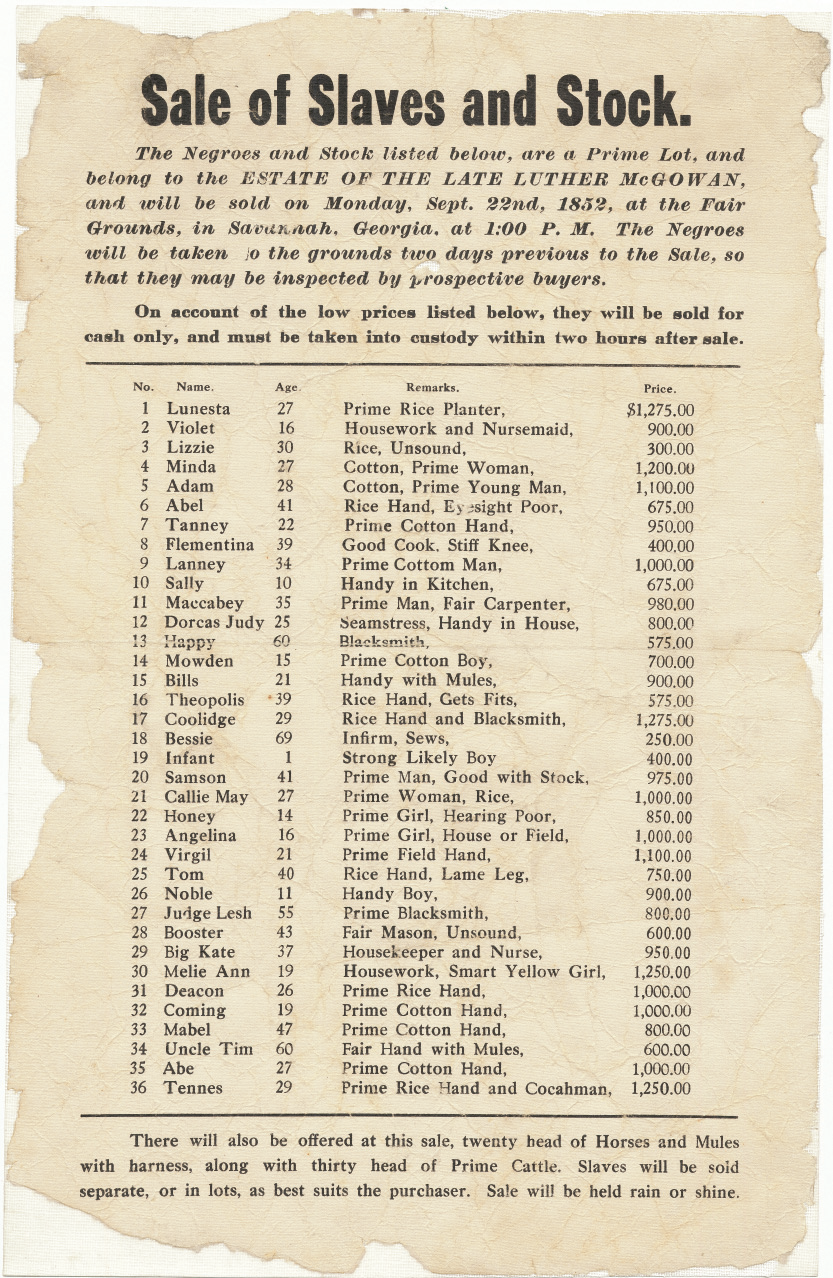 Sale of Slaves and Stock.
The Negroes and Stock listed below, are a Prime Lot, and
belong to the ESTATE OF THE LATE LUTHER McGOWAN,
and will be sold on Monday, Sept. 22nd, 1852, at the Fair
Grounds, in Savannah, Georgia, at 1:00 P. M. The Negroes
will be taken to the grounds two days previous to the Sale, so
that they may be inspected by prospective buyers.
On account of the low prices listed below, they will be sold for
cash only, and must be taken into custody within two hours after sale.
No. Name. Age. Remarks. Price.
1 Lunesta 27 Prime Rice Planter, $1,275.00
2 Violet 16 Housework and Nursemaid, 900.00
3 Lizzie 30 Rice, Unsound, 300.00
4 Minda 27 Cotton, Prime Woman, 1,200.00
5 Adam 28 Cotton, Prime Young Man, 1,100.00
6 Abel 41 Rice Hand, Eyesight Poor, 675.00
7 Tanney 22 Prime Cotton Hand, 950.00
8 Flementina 39 Good Cook. Stiff Knee, 400.00
9 Lanney 34 Prime Cottom Man, 1,000.00
10 Sally 10 Handy in Kitchen, 675.00
11 Maccabey 35 Prime Man, Fair Carpenter, 980.00
12 Dorcas Judy 25 Seamstress, Handy in House, 800.00
13 Happy 60 Blacksmith, 575.00
14 Mowden 15 Prime Cotton Boy, 700.00
15 Bills 21 Handy with Mules, 900.00
16 Theopolis 39 Rice Hand, Gets Fits, 575.00
17 Coolidge 29 Rice Hand and Blacksmith, 1,275.00
18 Bessie 69 Infirm, Sews, 250.00
19 Infant 1 Strong Likely Boy 400.00
20 Samson 41 Prime Man, Good with Stock, 975.00
21 Callie May 27 Prime Woman, Rice, 1,000.00
22 Honey 14 Prime Girl, Hearing Poor, 850.00
23 Angelina 16 Prime Girl, House or Field, 1,000.00
24 Virgil 21 Prime Field Hand, 1,100.00
25 Tom 40 Rice Hand, Lame Leg, 750.00
26 Noble 11 Handy Boy, 900.00
27 Judge Lesh 55 Prime Blacksmith, 800.00
28 Booster 43 Fair Mason, Unsound, 600.00
29 Big Kate 37 Housekeeper and Nurse, 950.00
30 Melie Ann 19 Housework, Smart Yellow Girl, 1,250.00
31 Deacon 26 Prime Rice Hand, 1,000.00
32 Coming 19 Prime Cotton Hand, 1,000.00
33 Mabel 47 Prime Cotton Hand, 800.00
34 Uncle Tim 60 Fair Hand with Mules, 600.00
35 Abe 27 Prime Cotton Hand, 1,000.00
36 Tennes 29 Prime Rice Hand and Cocahman, 1,250.00
There will also be offered at this sale, twenty head of Horses and Mules
with harness, along with thirty head of Prime Cattle. Slaves will be sold
separate, or in lots, as best suits the purchaser. Sale will be held rain or shine.